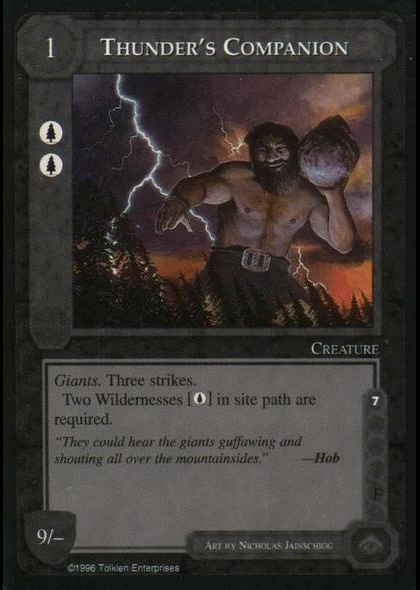 1
THUNDER'S COMPANION
CREATURE
Giants. Three strikes.
Two Wildernesses [] in site path are
required.
"They could hear the giants guffawing and
shouting all over the mountainsides." —Hob
7
F
9/–
ART BY NICHOLAS JAINSCHIGG
©1996 Tolkien Enterprises